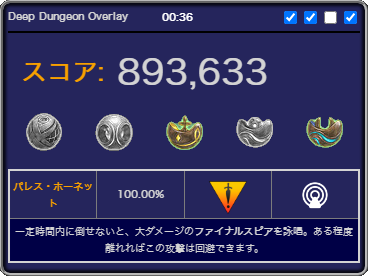 Deep Dungeon Overlay 00:36
スコア: 893,633
パレス・ホーネッ
ト
100.00%
一定時間内に倒せないと、大ダメージのファイナルスピアを詠唱。ある程度
離れればこの攻撃は回避できます。